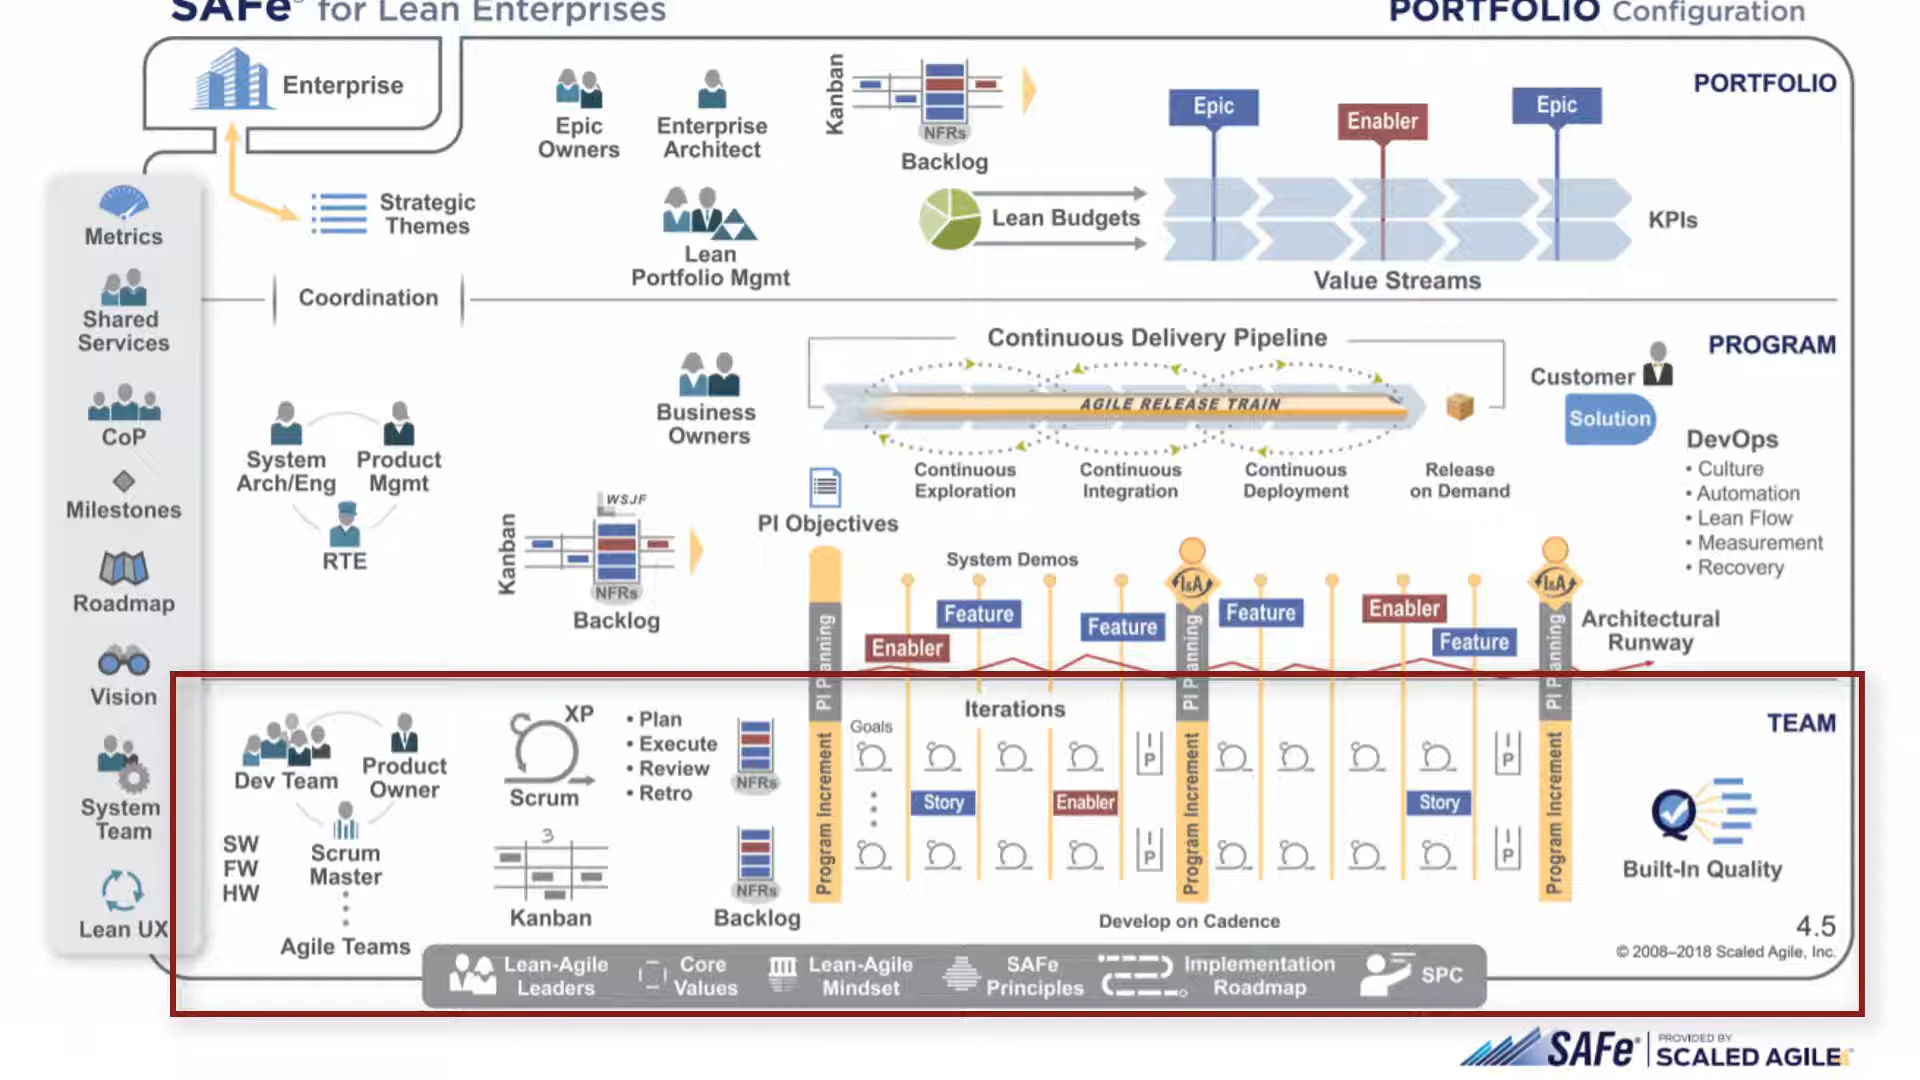 SAFe® for Lean Enterprises
PORTFOLIO Configuration
Enterprise
Epic
Owners
Enterprise
Architect
Kanban
NFRs
Backlog
Epic
Enabler
Epic
PORTFOLIO
Strategic
Themes
Lean
Portfolio Mgmt
Lean Budgets
KPIs
Value Streams
Coordination
Metrics
Shared
Services
CoP
Milestones
Roadmap
Vision
System
Team
Lean UX
Continuous Delivery Pipeline
PROGRAM
AGILE RELEASE TRAIN
Customer
Solution
Business
Owners
System
Arch/Eng
Product
Mgmt
RTE
Continuous
Exploration
Continuous
Integration
Continuous
Deployment
Release
on Demand
DevOps
• Culture
• Automation
• Lean Flow
• Measurement
• Recovery
Kanban
WSJF
NFRs
Backlog
PI Objectives
System Demos
I&A
I&A
Enabler
Feature
Feature
Feature
Enabler
Feature
Architectural
Runway
PI Planning
PI Planning
PI Planning
TEAM
Dev Team
Product
Owner
Scrum
Master
SW
FW
HW
Agile Teams
XP
Scrum
• Plan
• Execute
• Review
• Retro
NFRs
3
Kanban
NFRs
Backlog
Program Increment
Program Increment
Program Increment
Goals
Iterations
I
P
I
P
Story
Enabler
Story
I
P
I
P
Develop on Cadence
Built-In Quality
4.5
© 2008–2018 Scaled Agile, Inc.
Lean-Agile
Leaders
Core
Values
Lean-Agile
Mindset
SAFe
Principles
Implementation
Roadmap
SPC
SAFe®
PROVIDED BY
SCALED AGILE